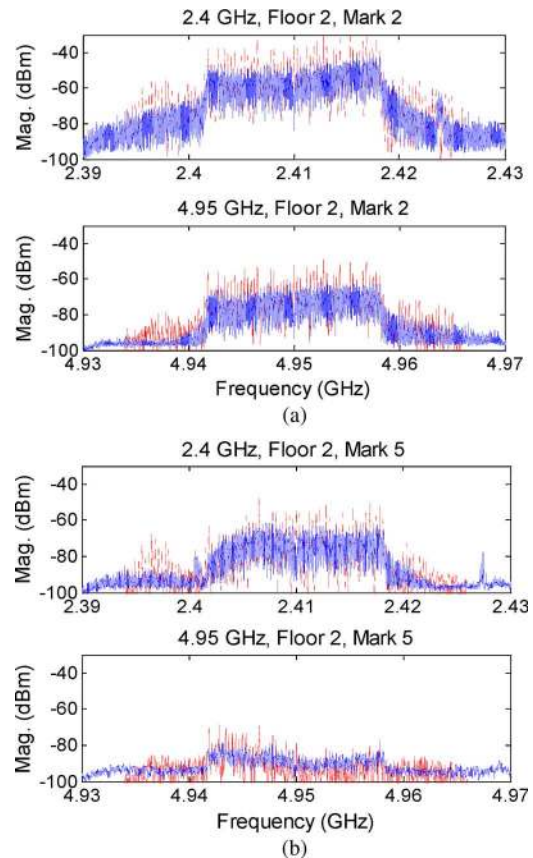 2.4 GHz, Floor 2, Mark 2
Mag. (dBm)
-40
-60
-80
-100
2.39 2.4 2.41 2.42 2.43
4.95 GHz, Floor 2, Mark 2
Mag. (dBm)
-40
-60
-80
-100
4.93 4.94 4.95 4.96 4.97
Frequency (GHz)
(a)
2.4 GHz, Floor 2, Mark 5
Mag. (dBm)
-40
-60
-80
-100
2.39 2.4 2.41 2.42 2.43
4.95 GHz, Floor 2, Mark 5
Mag. (dBm)
-40
-60
-80
-100
4.93 4.94 4.95 4.96 4.97
Frequency (GHz)
(b)